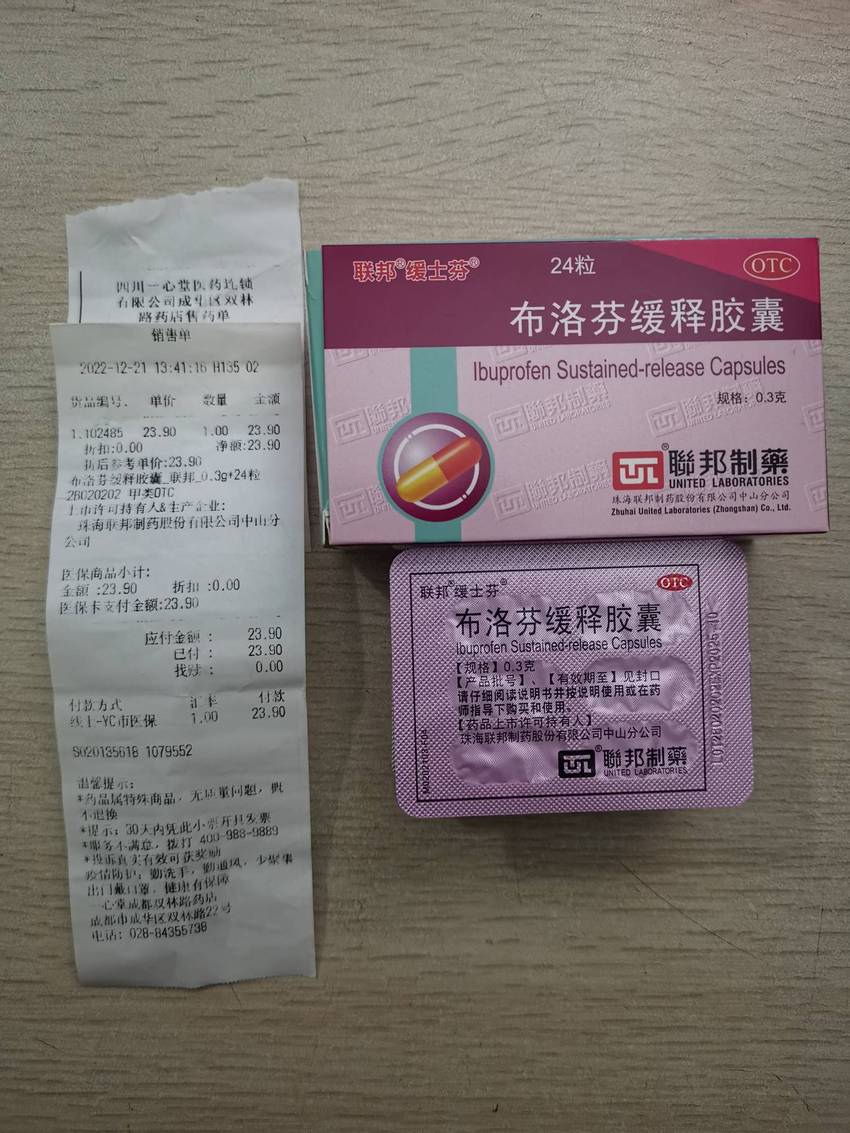 四川一心堂医药连锁
有限公司成华区双林
路药店售药单
销售单
2022-12-21 13:41:16 H135 02
货品编号. 单价 数量 金额
1.102485 23.90 1.00 23.90
折扣:0.00 净额:23.90
折后参考单价:23.90
布洛芬缓释胶囊_联邦_0.3g*24粒
2B020202 甲类OTC
上市许可持有人&生产企业:
珠海联邦制药股份有限公司中山分
公司
医保商品小计:
金额 :23.90 折扣 :0.00
医保卡支付金额:23.90
应付金额 : 23.90
已付 : 23.90
找赎 : 0.00
付款方式 汇率 付款
线上-YC市医保 1.00 23.90
S020135618 1079552
温馨提示:
*药品属特殊商品，无质量问题，概
不退换
*提示：30天内凭此小票开具发票
*服务不满意，拨打 400-988-9889
*投诉真实有效可获奖励
疫情防护：勤洗手，勤通风，少聚集
出门戴口罩，健康有保障
一心堂成都双林路药店
成都市成华区双林路22号
电话：028-84355738
联邦®缓士芬®
24粒
OTC
布洛芬缓释胶囊
Ibuprofen Sustained-release Capsules
规格：0.3克
聯邦制藥
UNITED LABORATORIES
珠海联邦制药股份有限公司中山分公司
Zhuhai United Laboratories (Zhongshan) Co., Ltd.
联邦®缓士芬®
OTC
布洛芬缓释胶囊
Ibuprofen Sustained-release Capsules
【规格】0.3克
【产品批号】、【有效期至】见封口
请仔细阅读说明书并按说明使用或在药
师指导下购买和使用。
【药品上市许可持有人】
珠海联邦制药股份有限公司中山分公司
聯邦制藥
UNITED LABORATORIES